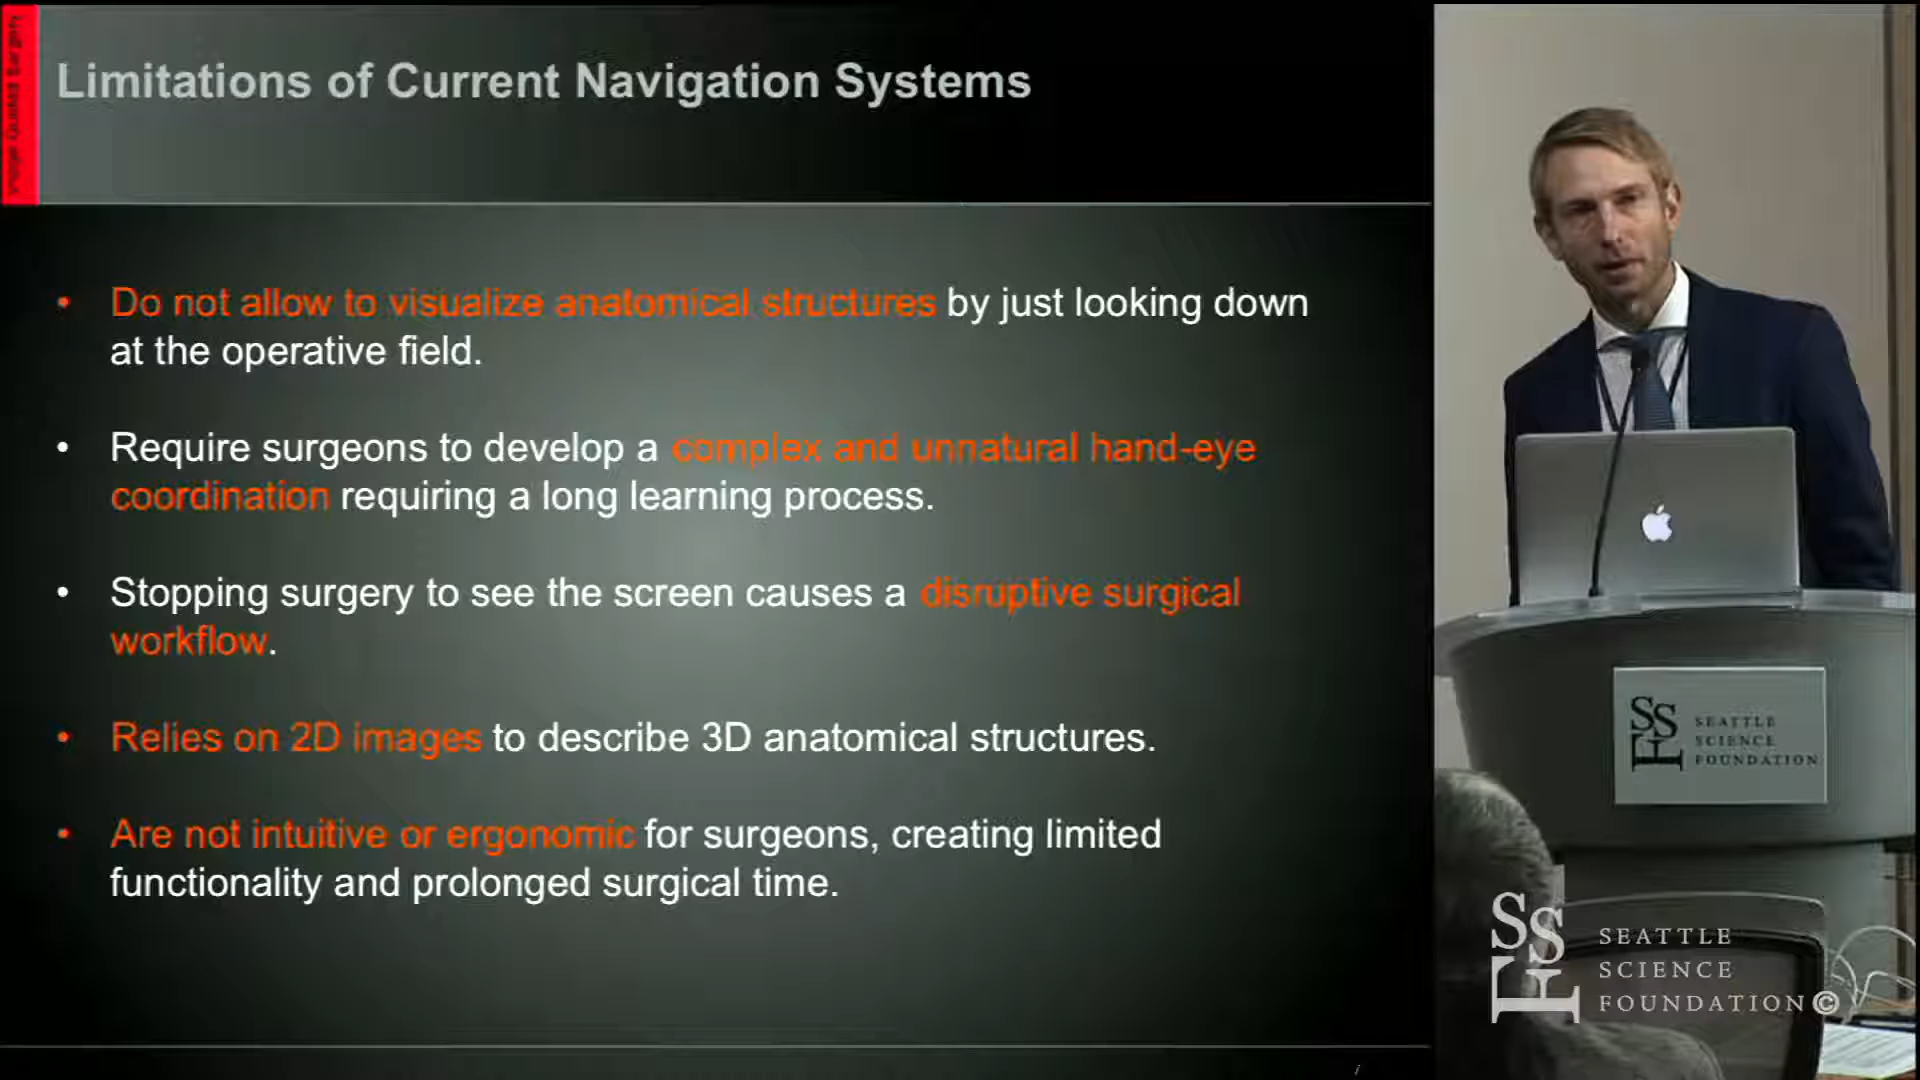 Limitations of Current Navigation Systems
• Do not allow to visualize anatomical structures by just looking down
at the operative field.
• Require surgeons to develop a complex and unnatural hand-eye
coordination requiring a long learning process.
• Stopping surgery to see the screen causes a disruptive surgical
workflow.
• Relies on 2D images to describe 3D anatomical structures.
• Are not intuitive or ergonomic for surgeons, creating limited
functionality and prolonged surgical time.
SSF
SEATTLE
SCIENCE
FOUNDATION
SSF
SEATTLE
SCIENCE
FOUNDATION©